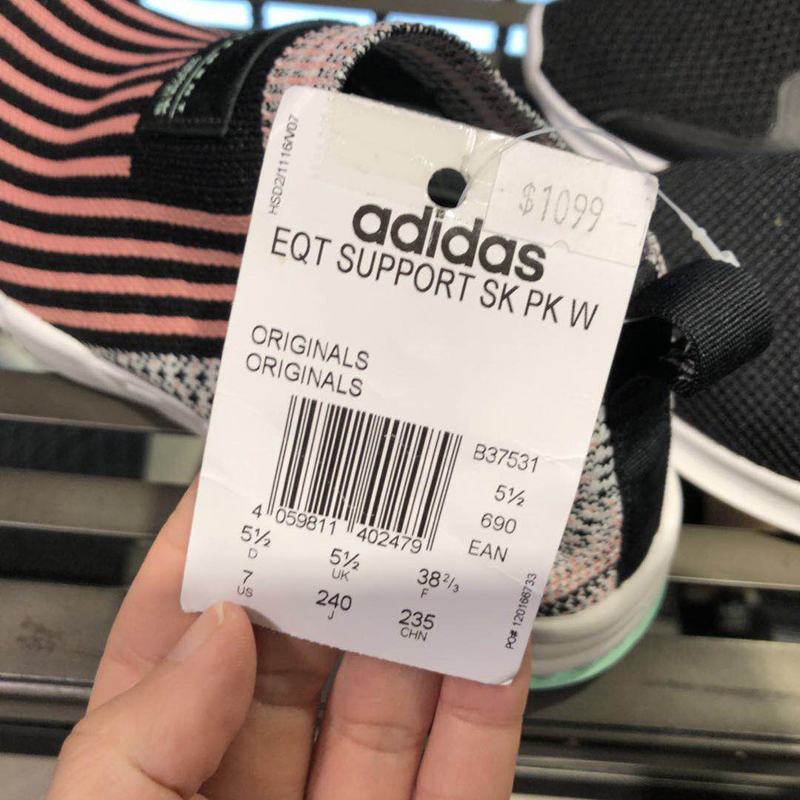 HSD2/1116/V07
$1099
adidas
EQT SUPPORT SK PK W
ORIGINALS
ORIGINALS
B37531
5½
690
EAN
4 059811 402479
5½ D
5½ UK
38 2/3 F
7 US
240 J
235 CHN
PO# 120166733